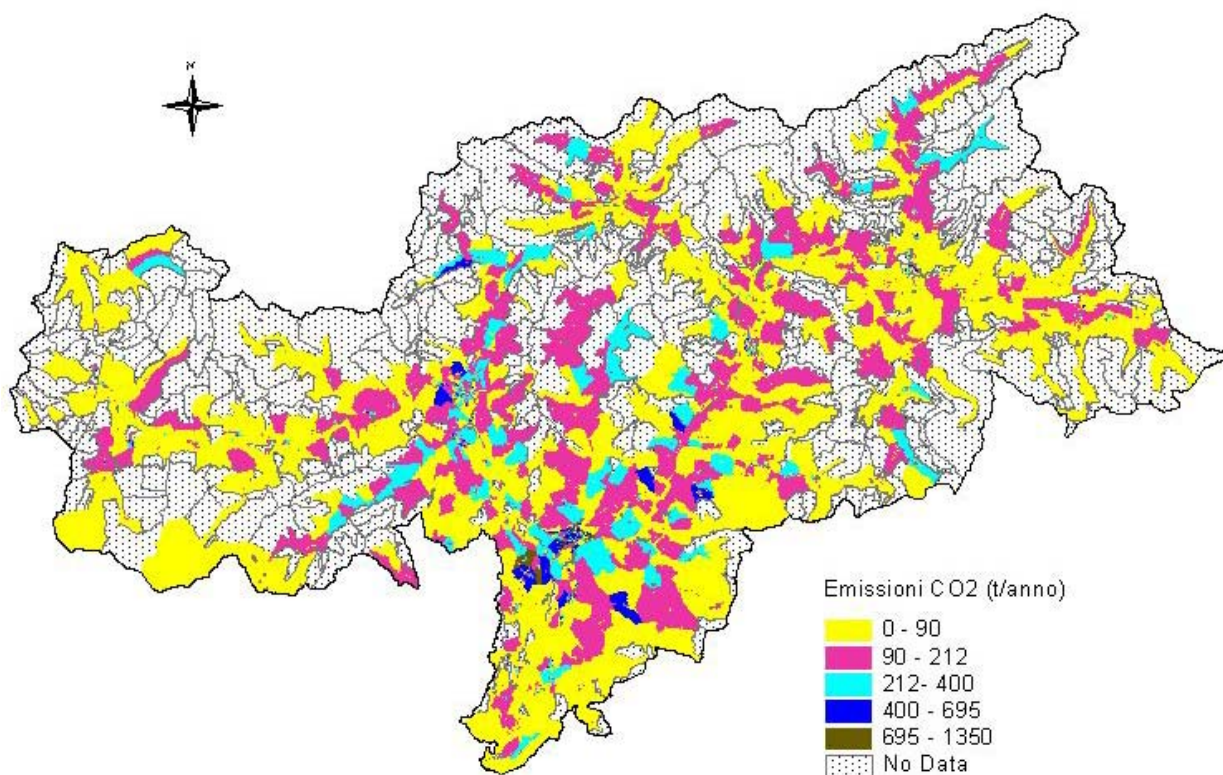 N
Emissioni CO2 (t/anno)
0 - 90
90 - 212
212- 400
400 - 695
695 - 1350
No Data